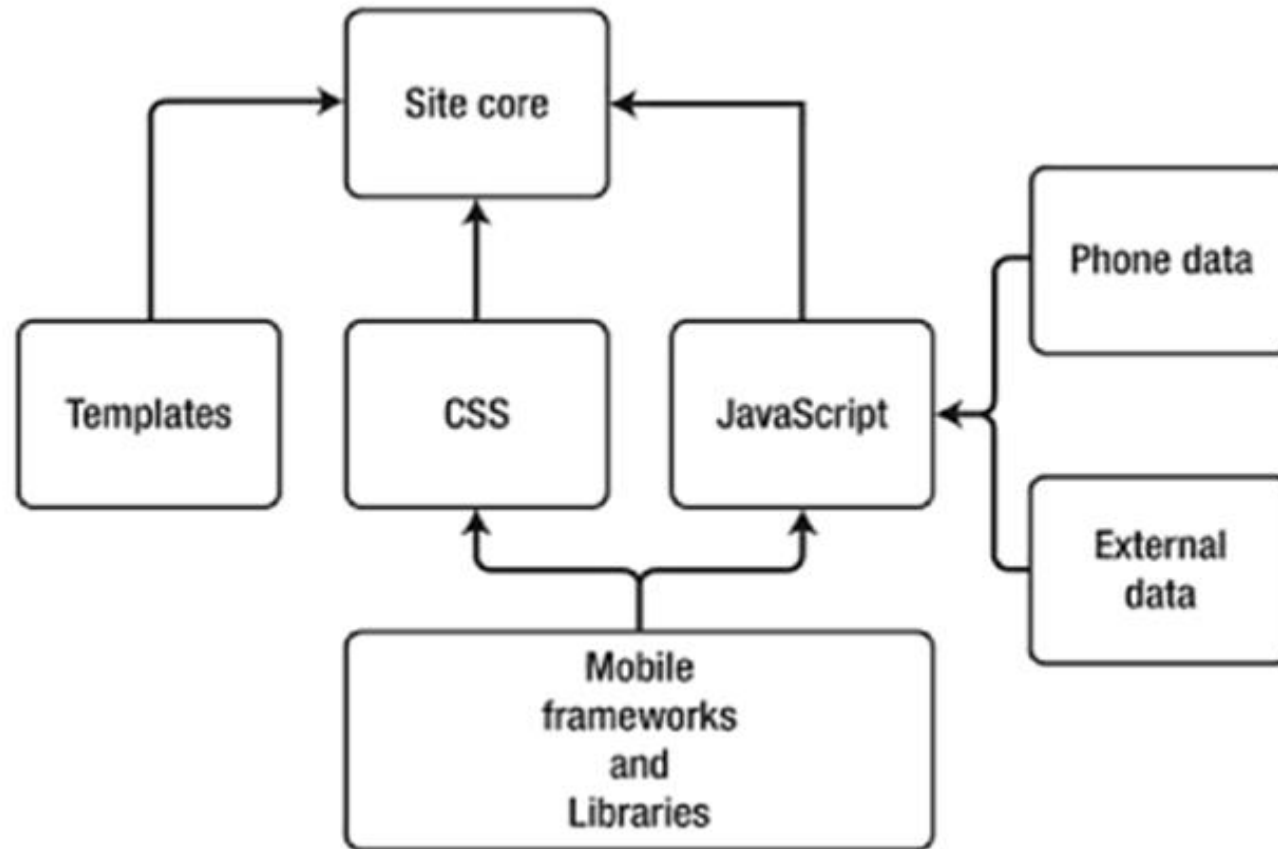 Site core
Phone data
Templates
CSS
JavaScript
External
data
Mobile
frameworks
and
Libraries